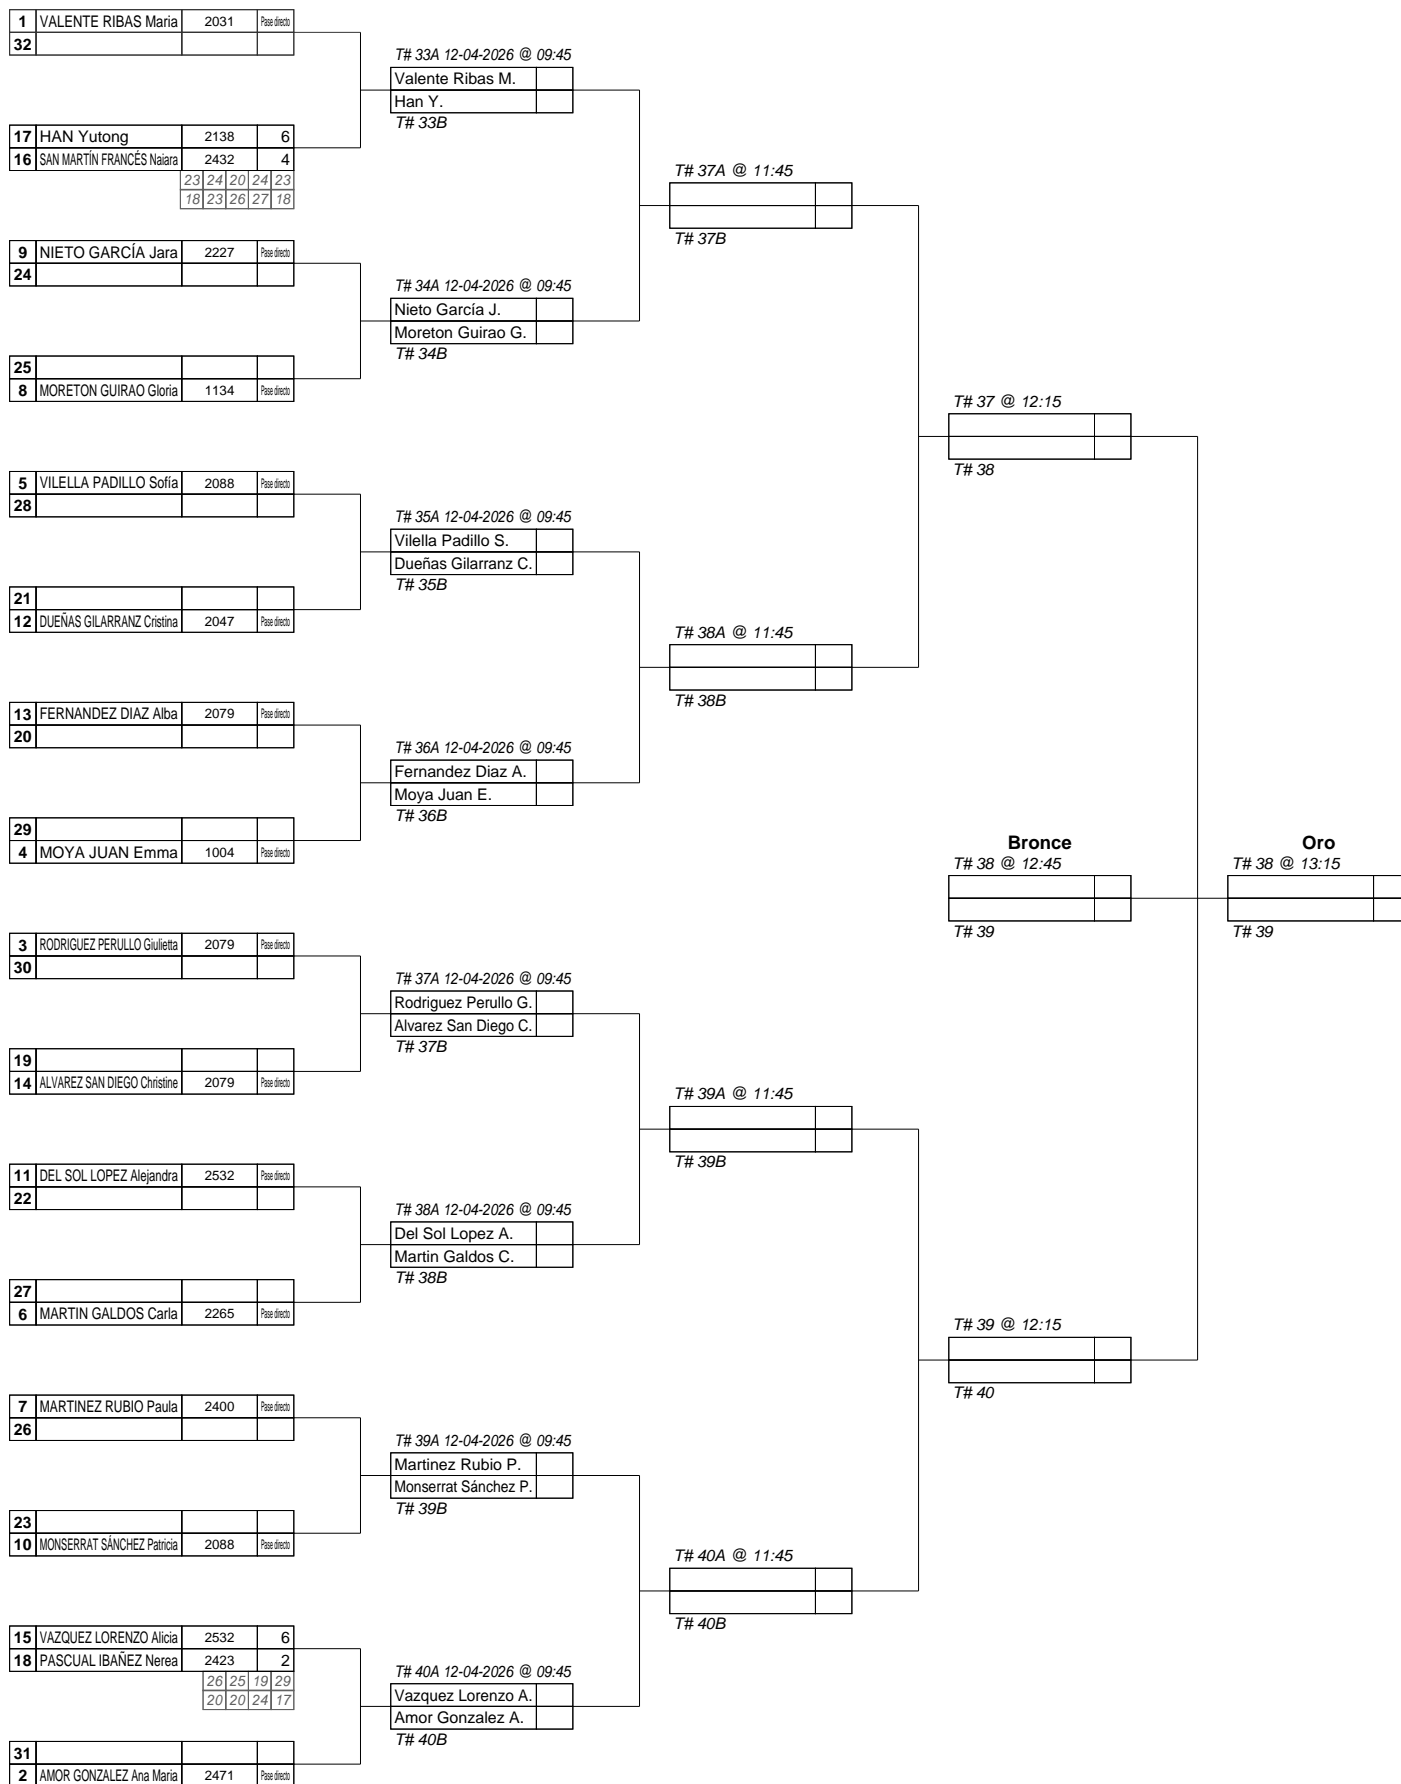 1 VALENTE RIBAS Maria 2031 Pase directo
32
T# 33A 12-04-2026 @ 09:45
Valente Ribas M.
Han Y.
T# 33B
17 HAN Yutong 2138 6
16 SAN MARTÍN FRANCÉS Naiara 2432 4
23 24 20 24 23
18 23 26 27 18
T# 37A @ 11:45
T# 37B
9 NIETO GARCÍA Jara 2227 Pase directo
24
T# 34A 12-04-2026 @ 09:45
Nieto García J.
Moreton Guirao G.
T# 34B
25
8 MORETON GUIRAO Gloria 1134 Pase directo
T# 37 @ 12:15
T# 38
5 VILELLA PADILLO Sofía 2088 Pase directo
28
T# 35A 12-04-2026 @ 09:45
Vilella Padillo S.
Dueñas Gilarranz C.
T# 35B
21
12 DUEÑAS GILARRANZ Cristina 2047 Pase directo
T# 38A @ 11:45
T# 38B
13 FERNANDEZ DIAZ Alba 2079 Pase directo
20
T# 36A 12-04-2026 @ 09:45
Fernandez Diaz A.
Moya Juan E.
T# 36B
29
4 MOYA JUAN Emma 1004 Pase directo
Bronce
T# 38 @ 12:45
T# 39
Oro
T# 38 @ 13:15
T# 39
3 RODRIGUEZ PERULLO Giulietta 2079 Pase directo
30
T# 37A 12-04-2026 @ 09:45
Rodriguez Perullo G.
Alvarez San Diego C.
T# 37B
19
14 ALVAREZ SAN DIEGO Christine 2079 Pase directo
T# 39A @ 11:45
T# 39B
11 DEL SOL LOPEZ Alejandra 2532 Pase directo
22
T# 38A 12-04-2026 @ 09:45
Del Sol Lopez A.
Martin Galdos C.
T# 38B
27
6 MARTIN GALDOS Carla 2265 Pase directo
T# 39 @ 12:15
T# 40
7 MARTINEZ RUBIO Paula 2400 Pase directo
26
T# 39A 12-04-2026 @ 09:45
Martinez Rubio P.
Monserrat Sánchez P.
T# 39B
23
10 MONSERRAT SÁNCHEZ Patricia 2088 Pase directo
T# 40A @ 11:45
T# 40B
15 VAZQUEZ LORENZO Alicia 2532 6
18 PASCUAL IBAÑEZ Nerea 2423 2
26 25 19 29
20 20 24 17
T# 40A 12-04-2026 @ 09:45
Vazquez Lorenzo A.
Amor Gonzalez A.
T# 40B
31
2 AMOR GONZALEZ Ana Maria 2471 Pase directo